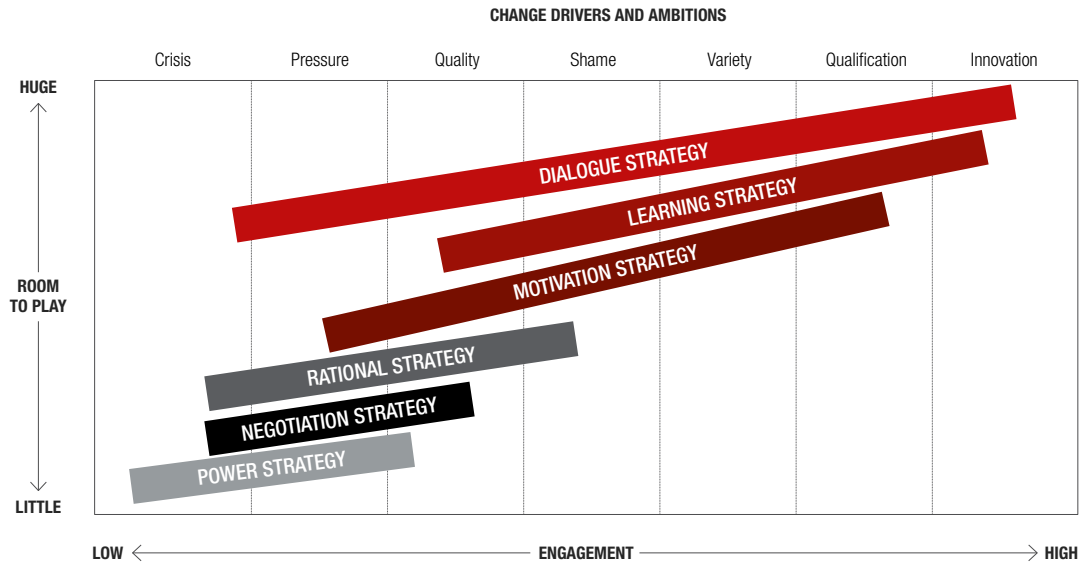 CHANGE DRIVERS AND AMBITIONS
Crisis Pressure Quality Shame Variety Qualification Innovation
HUGE
DIALOGUE STRATEGY
LEARNING STRATEGY
MOTIVATION STRATEGY
ROOM
TO PLAY
RATIONAL STRATEGY
NEGOTIATION STRATEGY
POWER STRATEGY
LITTLE
LOW ENGAGEMENT HIGH